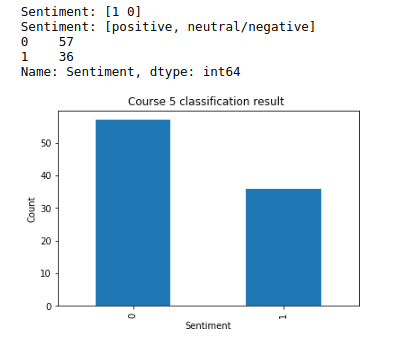 Sentiment: [1 0]
Sentiment: [positive, neutral/negative]
0    57
1    36
Name: Sentiment, dtype: int64
Course 5 classification result
50
40
30
20
10
0
Count
0
1
Sentiment